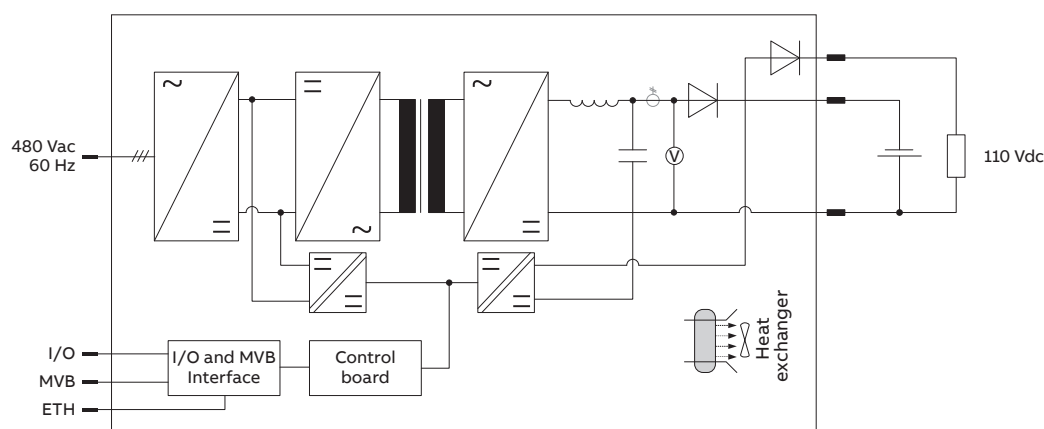 480 Vac
60 Hz
V
110 Vdc
I/O
MVB
ETH
I/O and MVB
Interface
Control
board
Heat
exchanger